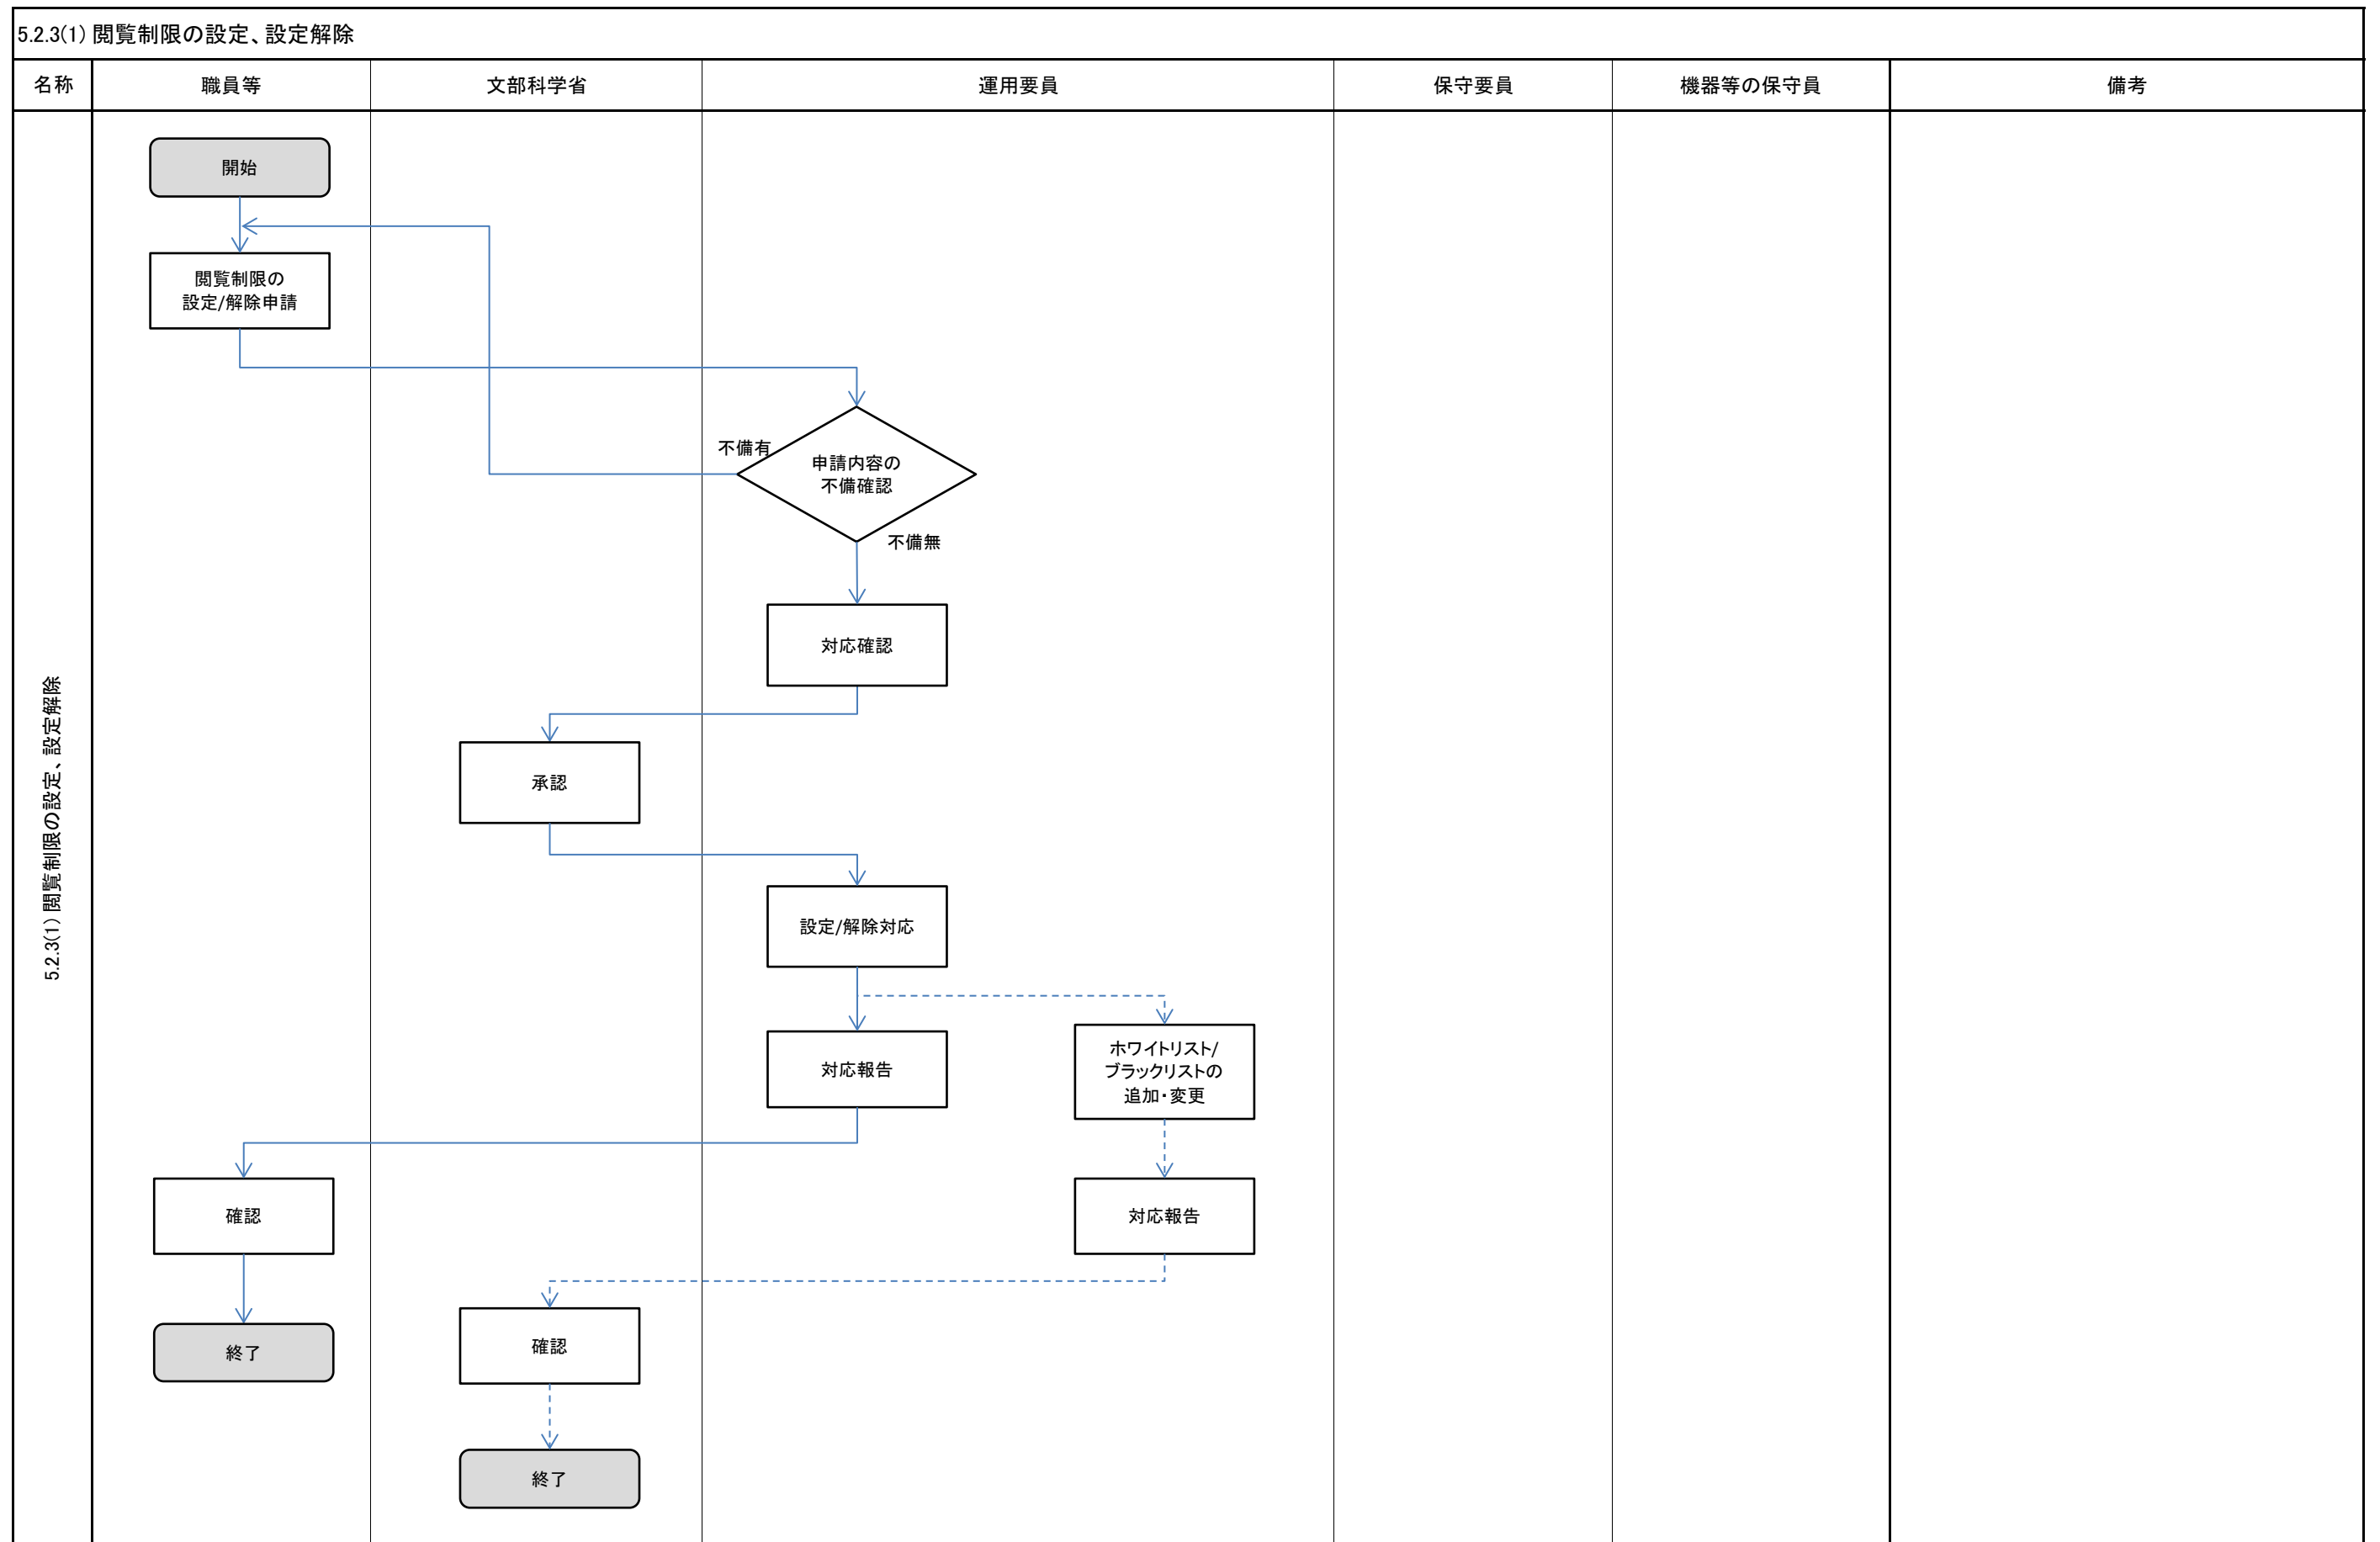 5.2.3(1) 閲覧制限の設定、設定解除
名称
職員等
文部科学省
運用要員
保守要員
機器等の保守員
備考
開始
閲覧制限の
設定/解除申請
不備有
申請内容の
不備確認
不備無
対応確認
5.2.3(1) 閲覧制限の設定、設定解除
承認
設定/解除対応
対応報告
ホワイトリスト/
ブラックリストの
追加・変更
確認
対応報告
終了
確認
終了